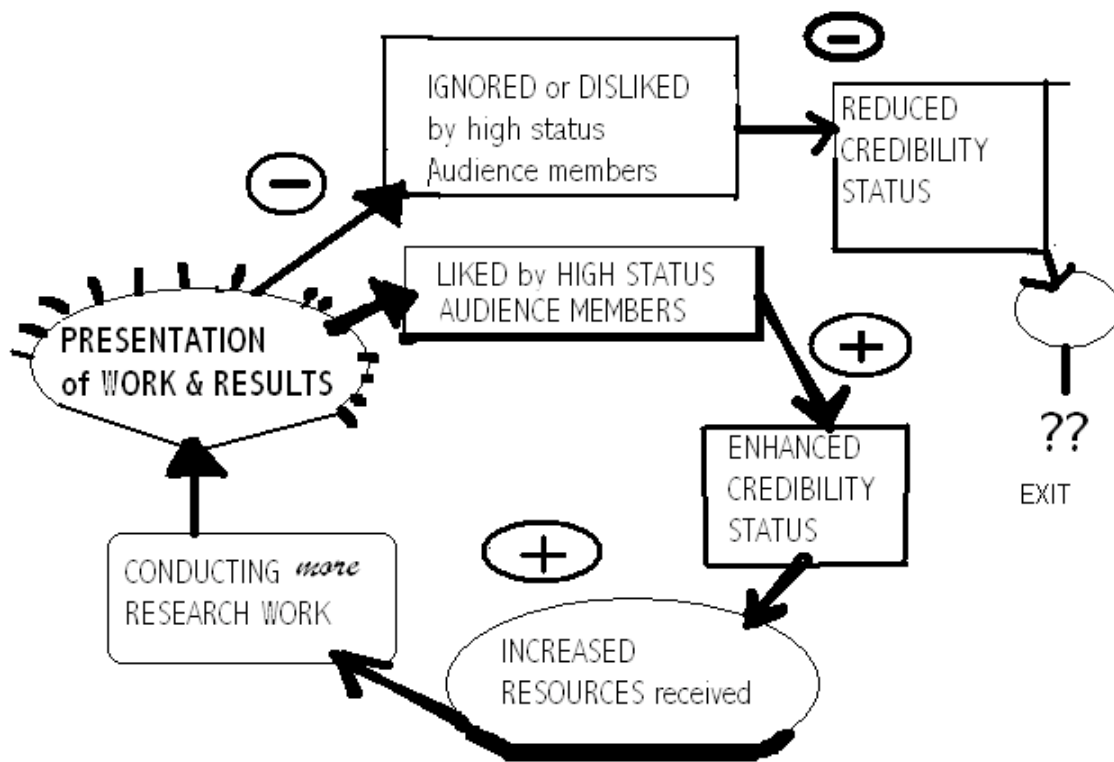 IGNORED or DISLIKED
by high status
Audience members
REDUCED
CREDIBILITY
STATUS
LIKED by HIGH STATUS
AUDIENCE MEMBERS
PRESENTATION
of WORK & RESULTS
ENHANCED
CREDIBILITY
STATUS
??
EXIT
CONDUCTING more
RESEARCH WORK
INCREASED
RESOURCES received